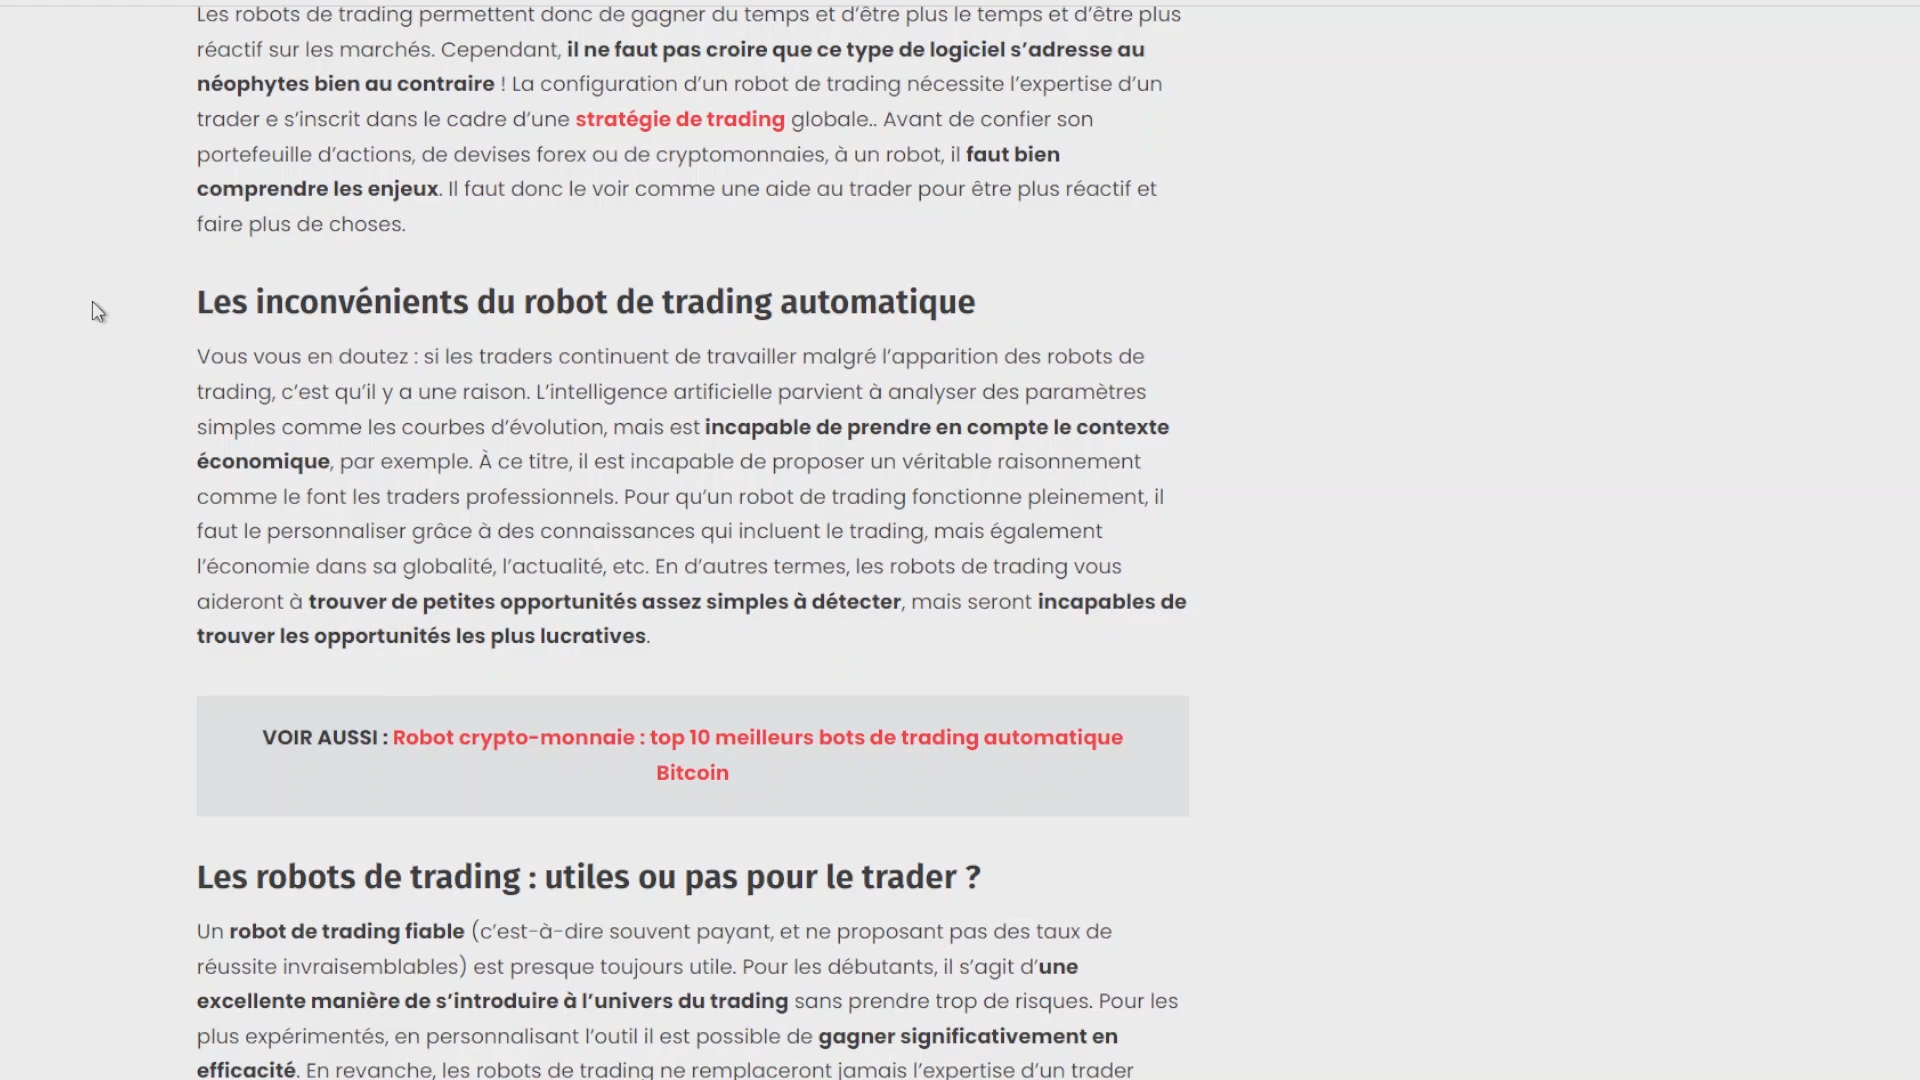 Les robots de trading permettent donc de gagner du temps et d’être plus le temps et d’être plus
réactif sur les marchés. Cependant, il ne faut pas croire que ce type de logiciel s’adresse au
néophytes bien au contraire ! La configuration d’un robot de trading nécessite l’expertise d’un
trader e s’inscrit dans le cadre d’une stratégie de trading globale.. Avant de confier son
portefeuille d’actions, de devises forex ou de cryptomonnaies, à un robot, il faut bien
comprendre les enjeux. Il faut donc le voir comme une aide au trader pour être plus réactif et
faire plus de choses.
Les inconvénients du robot de trading automatique
Vous vous en doutez : si les traders continuent de travailler malgré l’apparition des robots de
trading, c’est qu’il y a une raison. L’intelligence artificielle parvient à analyser des paramètres
simples comme les courbes d’évolution, mais est incapable de prendre en compte le contexte
économique, par exemple. À ce titre, il est incapable de proposer un véritable raisonnement
comme le font les traders professionnels. Pour qu’un robot de trading fonctionne pleinement, il
faut le personnaliser grâce à des connaissances qui incluent le trading, mais également
l’économie dans sa globalité, l’actualité, etc. En d’autres termes, les robots de trading vous
aideront à trouver de petites opportunités assez simples à détecter, mais seront incapables de
trouver les opportunités les plus lucratives.
VOIR AUSSI : Robot crypto-monnaie : top 10 meilleurs bots de trading automatique
Bitcoin
Les robots de trading : utiles ou pas pour le trader ?
Un robot de trading fiable (c’est-à-dire souvent payant, et ne proposant pas des taux de
réussite invraisemblables) est presque toujours utile. Pour les débutants, il s’agit d’une
excellente manière de s’introduire à l’univers du trading sans prendre trop de risques. Pour les
plus expérimentés, en personnalisant l’outil il est possible de gagner significativement en
efficacité. En revanche, les robots de trading ne remplaceront jamais l’expertise d’un trader